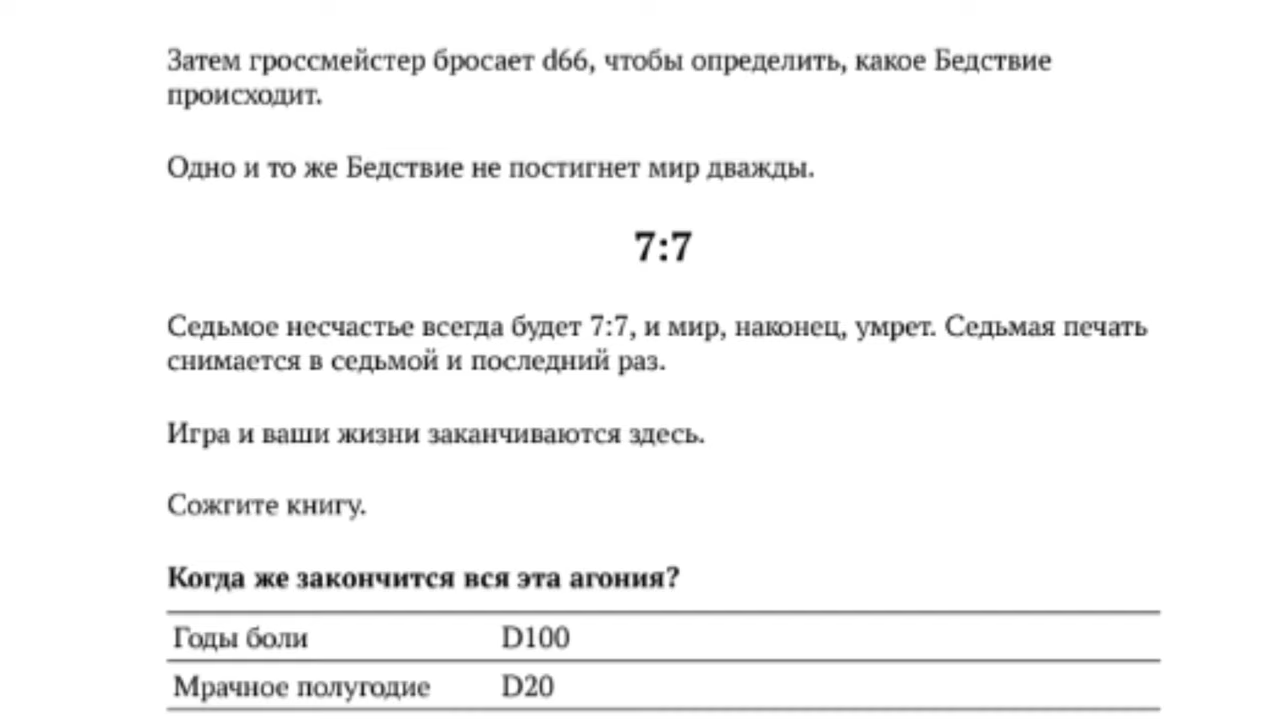 Затем гроссмейстер бросает d66, чтобы определить, какое Бедствие
происходит.
Одно и то же Бедствие не постигнет мир дважды.
7:7
Седьмое несчастье всегда будет 7:7, и мир, наконец, умрет. Седьмая печать
снимается в седьмой и последний раз.
Игра и ваши жизни заканчиваются здесь.
Сожгите книгу.
Когда же закончится вся эта агония?
Годы боли D100
Мрачное полугодие D20